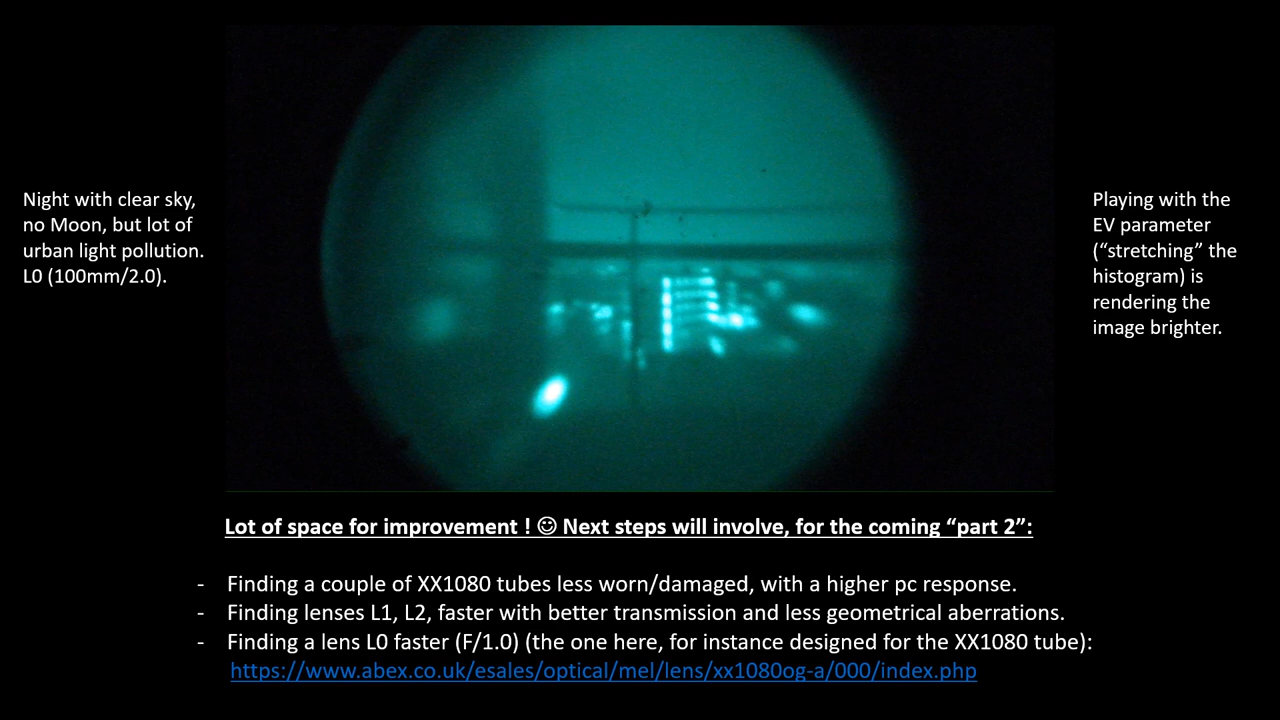 Night with clear sky,
no Moon, but lot of
urban light pollution.
L0 (100mm/2.0).
Playing with the
EV parameter
(“stretching” the
histogram) is
rendering the
image brighter.
Lot of space for improvement ! ☺ Next steps will involve, for the coming “part 2”:
- Finding a couple of XX1080 tubes less worn/damaged, with a higher pc response.
- Finding lenses L1, L2, faster with better transmission and less geometrical aberrations.
- Finding a lens L0 faster (F/1.0) (the one here, for instance designed for the XX1080 tube):
https://www.abex.co.uk/esales/optical/mel/lens/xx1080og-a/000/index.php